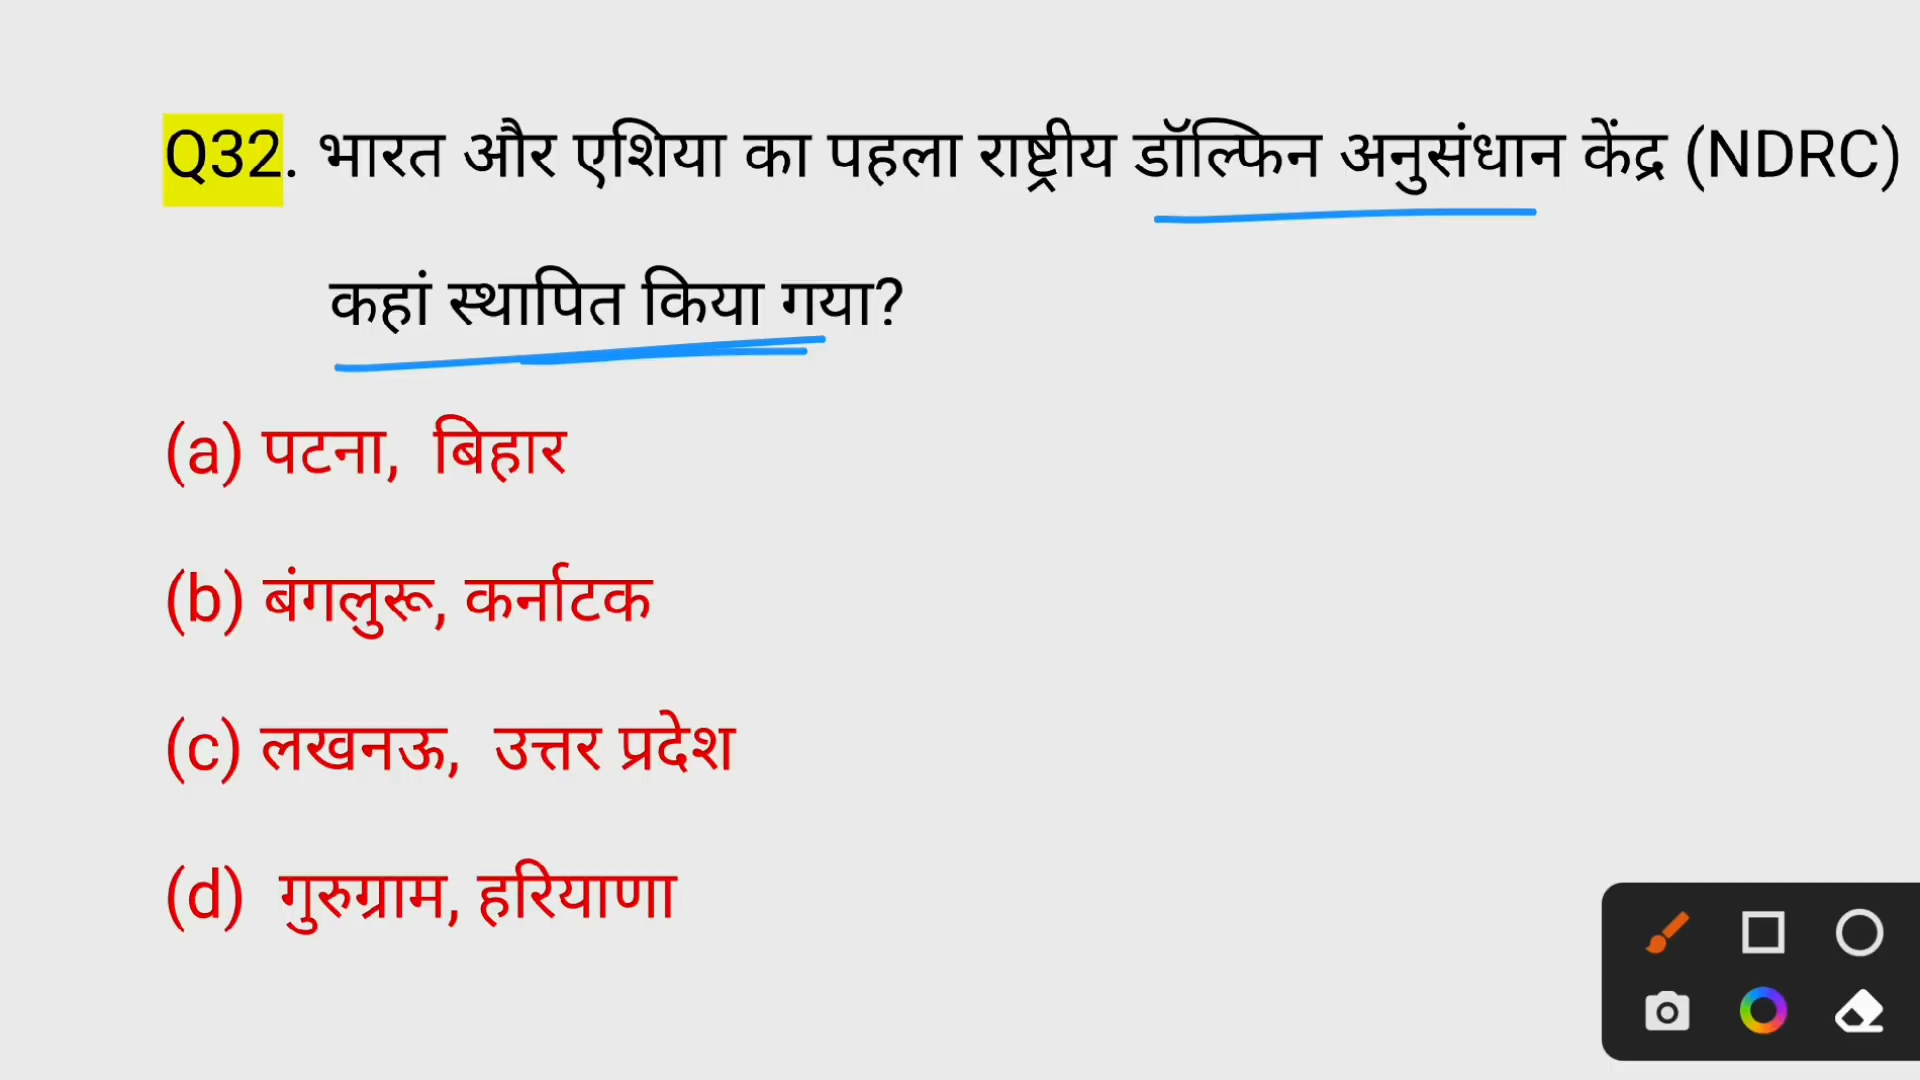 Q32. भारत और एशिया का पहला राष्ट्रीय डॉल्फिन अनुसंधान केंद्र (NDRC)
कहां स्थापित किया गया?
(a) पटना, बिहार
(b) बंगलुरू, कर्नाटक
(c) लखनऊ, उत्तर प्रदेश
(d) गुरुग्राम, हरियाणा